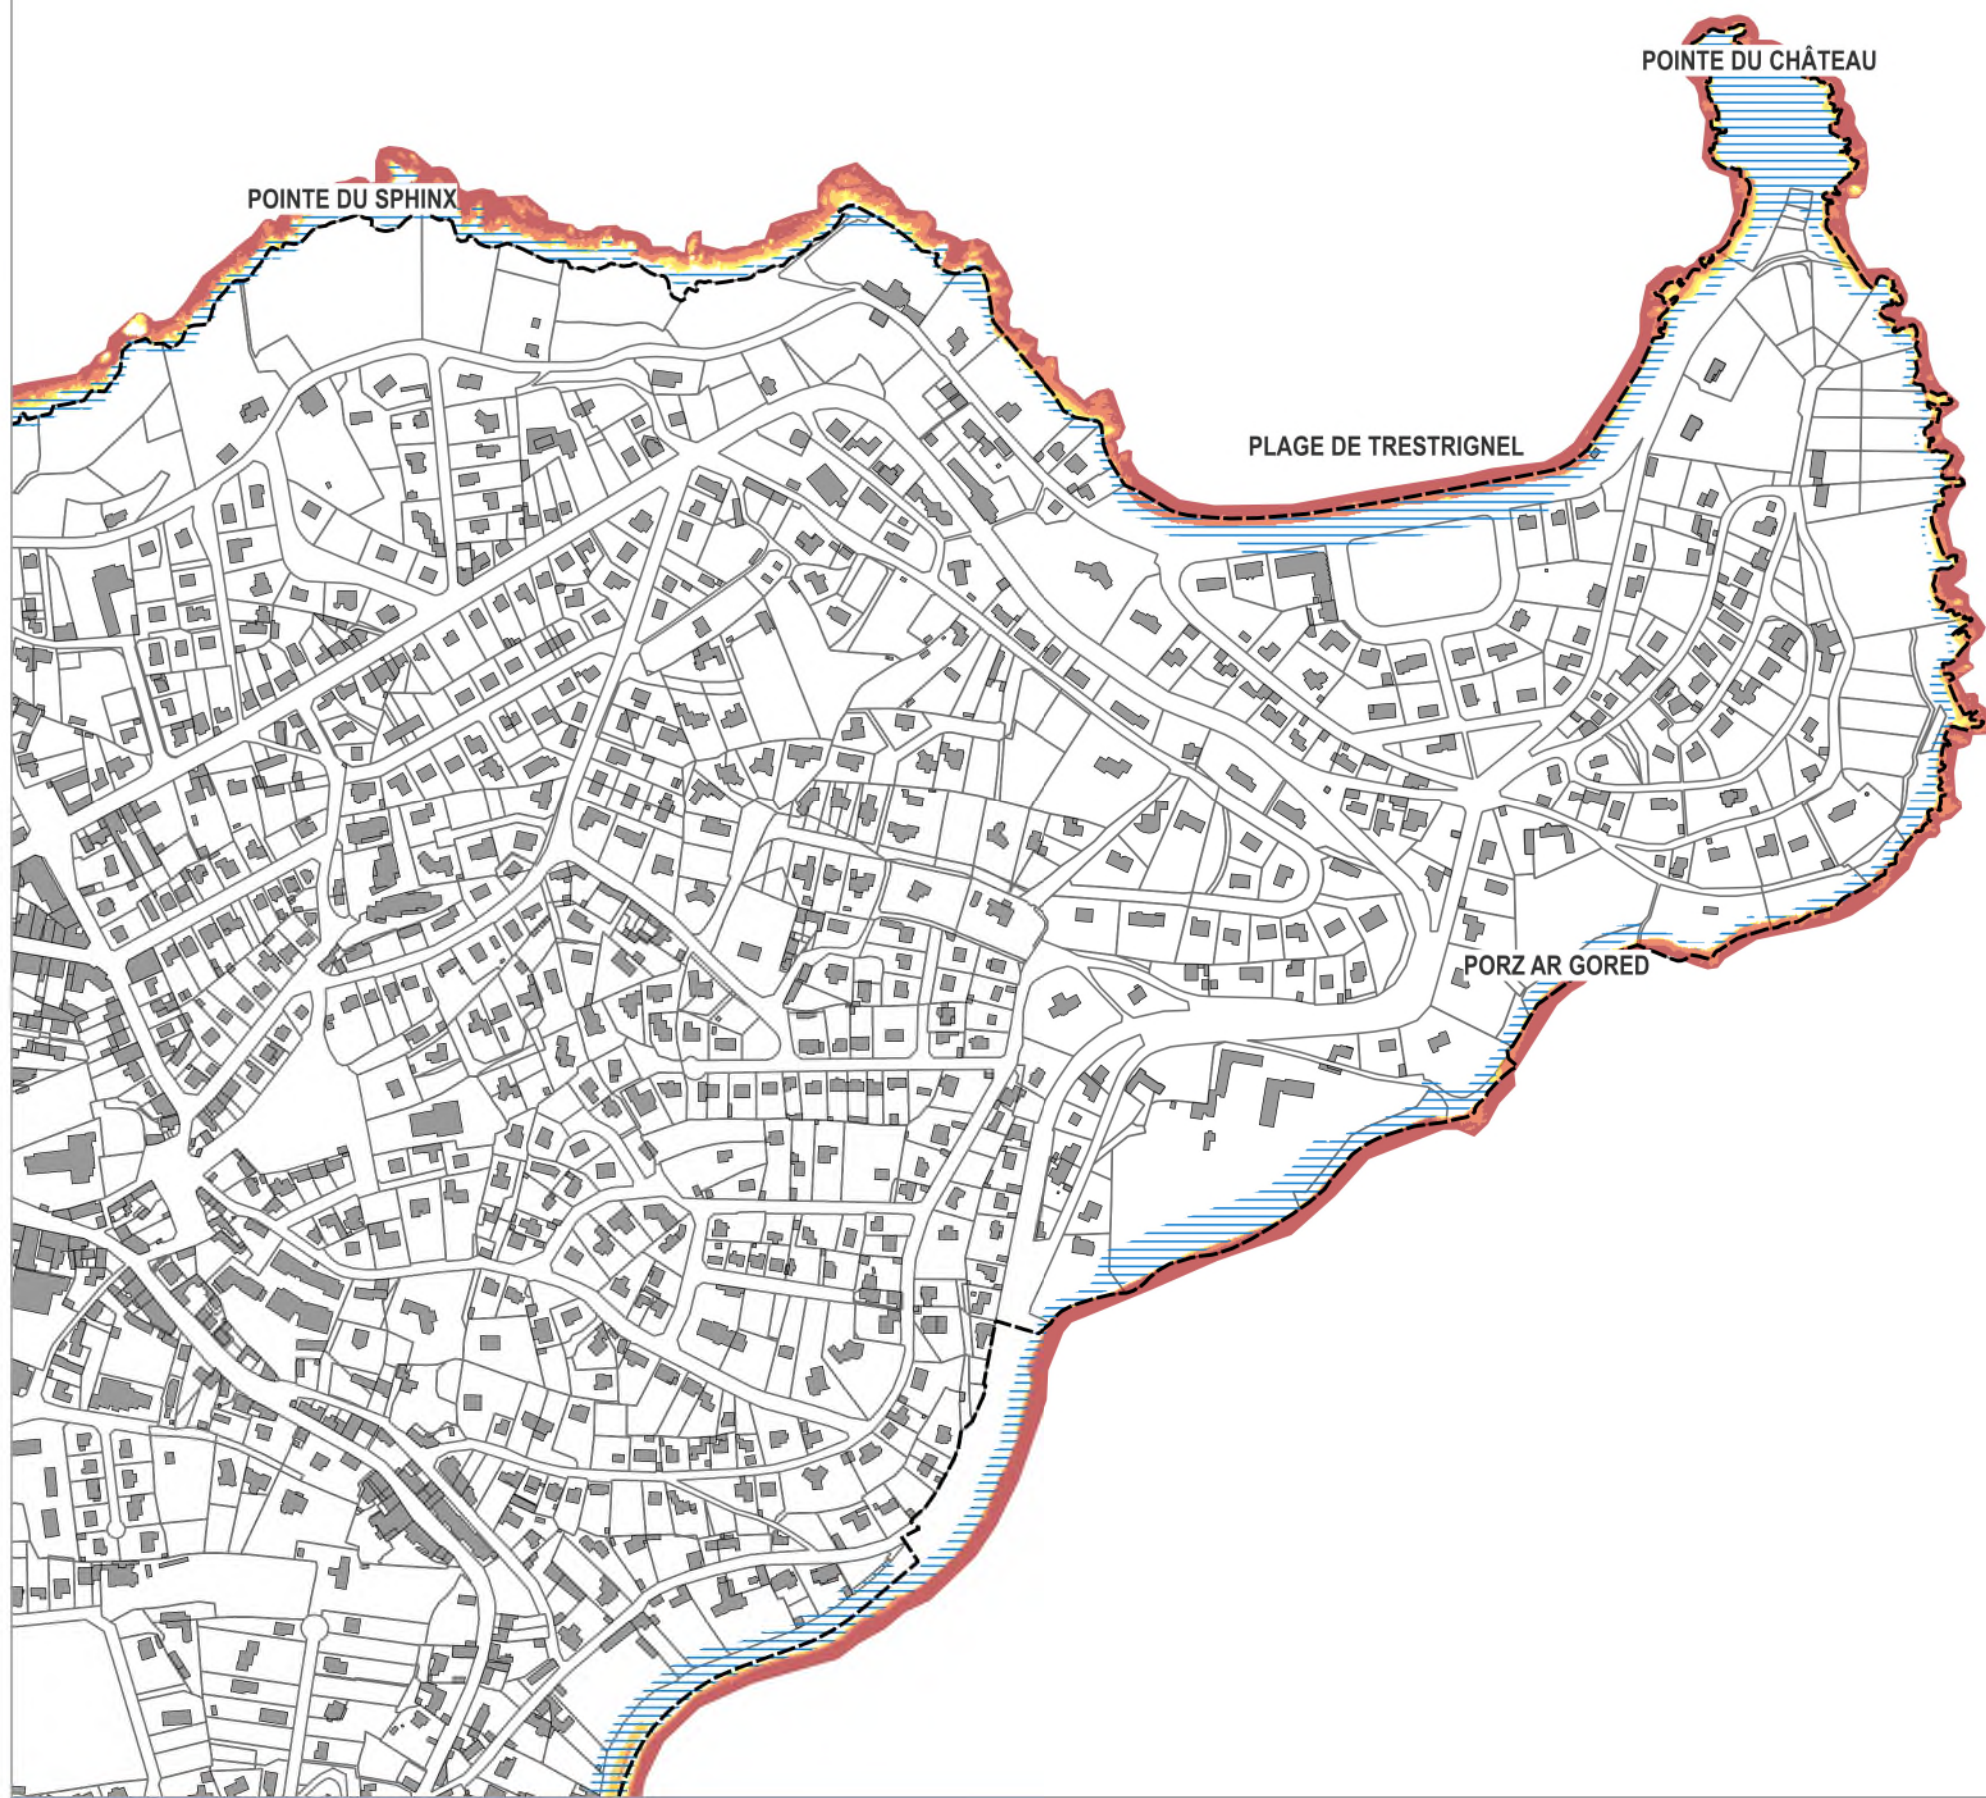 POINTE DU CHÂTEAU
POINTE DU SPHINX
PLAGE DE TRESTRIGNEL
PORZ AR GORED